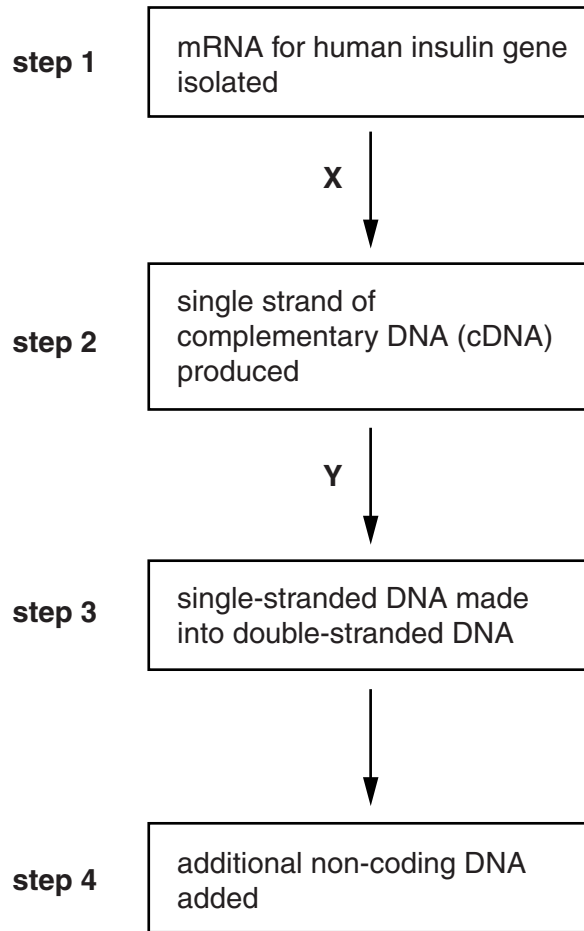 step 1
mRNA for human insulin gene
isolated
X
step 2
single strand of
complementary DNA (cDNA)
produced
Y
step 3
single-stranded DNA made
into double-stranded DNA
step 4
additional non-coding DNA
added